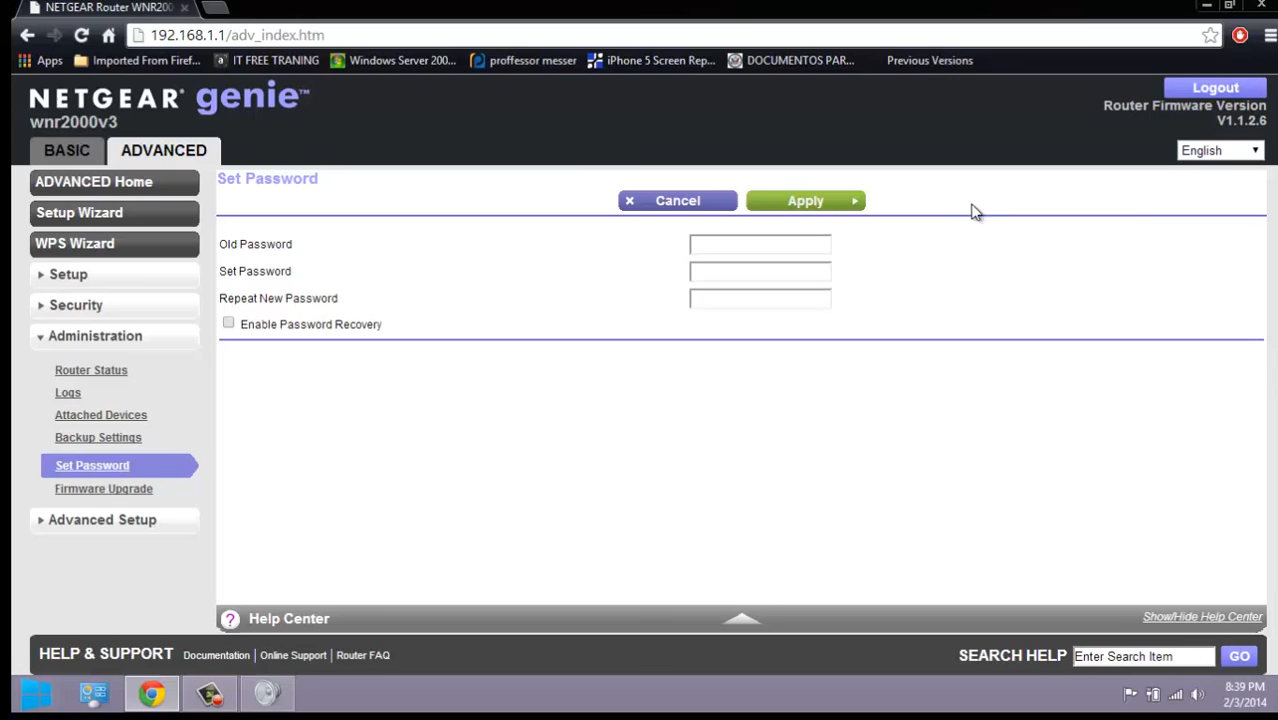 NETGEAR Router WNR200
192.168.1.1/adv_index.htm
Apps Imported From Firef... IT FREE TRANING Windows Server 200... proffessor messer iPhone 5 Screen Rep... DOCUMENTOS PAR... Previous Versions
NETGEAR® genie™
wnr2000v3
Logout
Router Firmware Version
V1.1.2.6
BASIC ADVANCED
English
ADVANCED Home
Setup Wizard
WPS Wizard
Setup
Security
Administration
Router Status
Logs
Attached Devices
Backup Settings
Set Password
Firmware Upgrade
Advanced Setup
Set Password
Cancel Apply
Old Password
Set Password
Repeat New Password
Enable Password Recovery
? Help Center
Show/Hide Help Center
HELP & SUPPORT Documentation | Online Support | Router FAQ
SEARCH HELP Enter Search Item GO
8:39 PM
2/3/2014